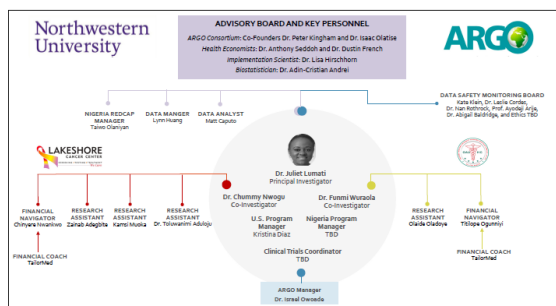 Northwestern
University
ADVISORY BOARD AND KEY PERSONNEL
ARGO Consortium: Co-Founders Dr. Peter Kingham and Dr. Isaac Olatise
Health Economists: Dr. Anthony Seddoh and Dr. Dustin French
Implementation Scientist: Dr. Lisa Hirschhorn
Biostatistician: Dr. Adin-Cristian Andrei
ARGO
NIGERIA REDCAP
MANAGER
Taiwo Olaniyan
DATA MANGER
Lynn Huang
DATA ANALYST
Matt Caputo
DATA SAFETY MONITORING BOARD
Kate Klein, Dr. Leslie Cordes,
Dr. Nan Rothrock, Prof. Ayodeji Arije,
Dr. Abigail Baldridge, and Ethics TBD
LAKESHORE
CANCER CENTER
Dr. Juliet Lumati
Principal Investigator
Dr. Chummy Nwogu
Co-Investigator
Dr. Funmi Wuraola
Co-Investigator
U.S. Program
Manager
Kristina Diaz
Nigeria Program
Manager
TBD
Clinical Trials Coordinator
TBD
FINANCIAL
NAVIGATOR
Chinyere Nwankwo
RESEARCH
ASSISTANT
Zainab Adegbite
RESEARCH
ASSISTANT
Kamsi Muoka
RESEARCH
ASSISTANT
Dr. Toluwanimi Aduloju
RESEARCH
ASSISTANT
Olaide Oladoye
FINANCIAL
NAVIGATOR
Titilope Ogunniyi
FINANCIAL COACH
TailorMed
FINANCIAL COACH
TailorMed
ARGO Manager
Dr. Israel Owoeda